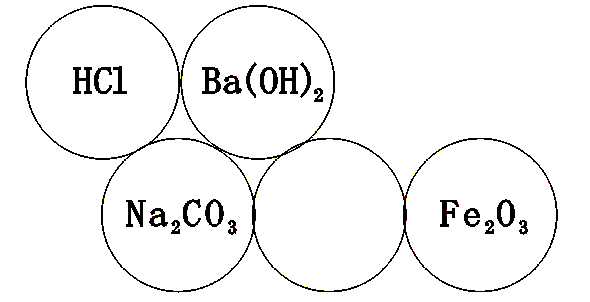 HCl Ba(OH)₂
Na₂CO₃ Fe₂O₃